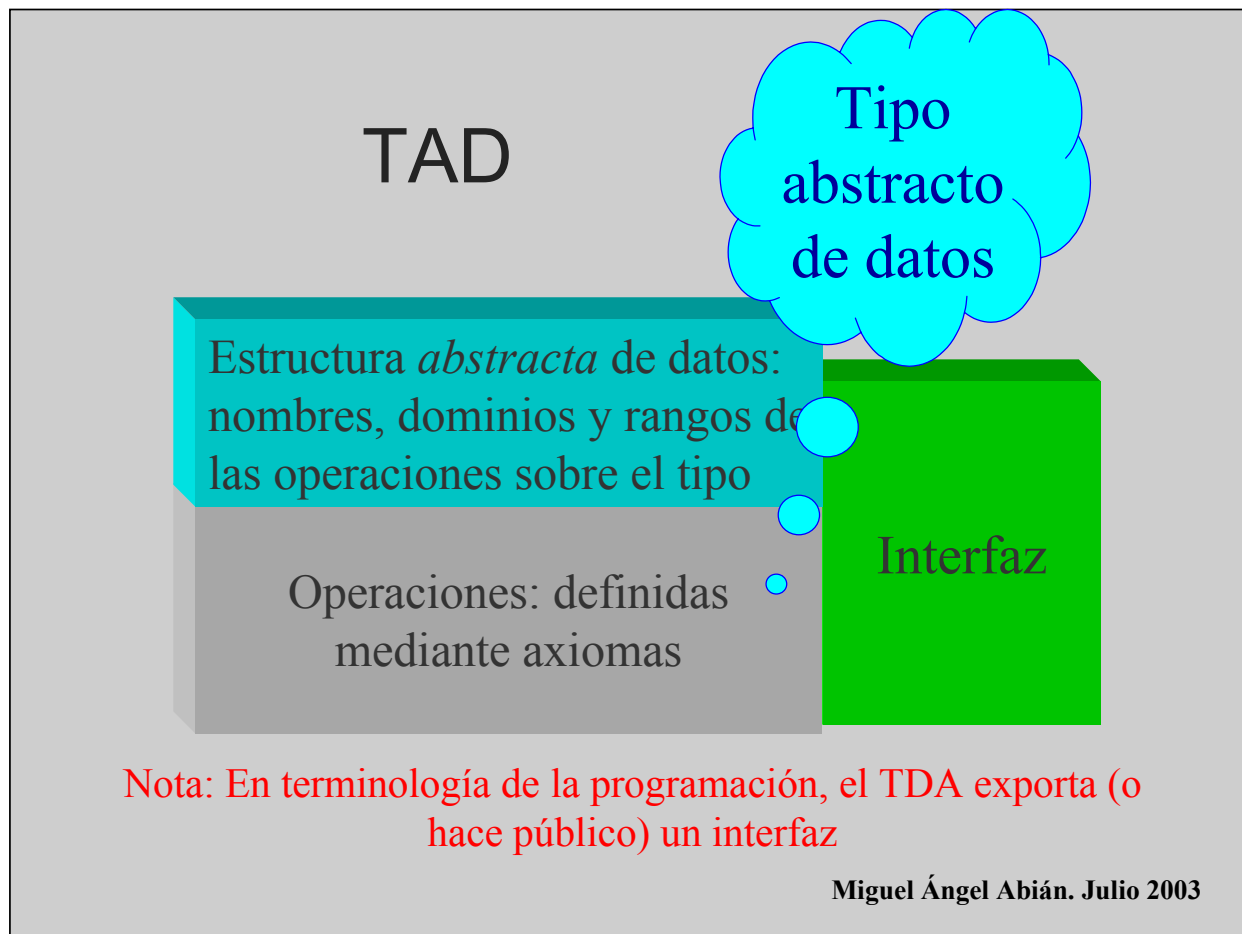 TAD
Tipo
abstracto
de datos
Estructura abstracta de datos:
nombres, dominios y rangos de
las operaciones sobre el tipo
Operaciones: definidas
mediante axiomas
Interfaz
Nota: En terminología de la programación, el TDA exporta (o
hace público) un interfaz
Miguel Ángel Abián. Julio 2003